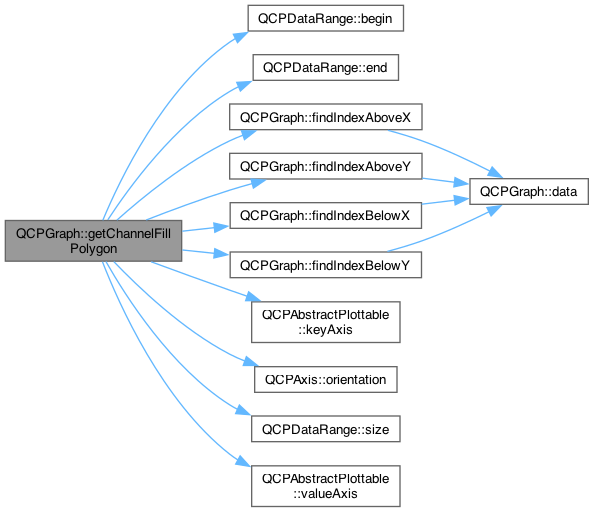 QCPDataRange::begin
QCPDataRange::end
QCPGraph::findIndexAboveX
QCPGraph::findIndexAboveY
QCPGraph::data
QCPGraph::findIndexBelowX
QCPGraph::getChannelFill
Polygon
QCPGraph::findIndexBelowY
QCPAbstractPlottable
::keyAxis
QCPAxis::orientation
QCPDataRange::size
QCPAbstractPlottable
::valueAxis